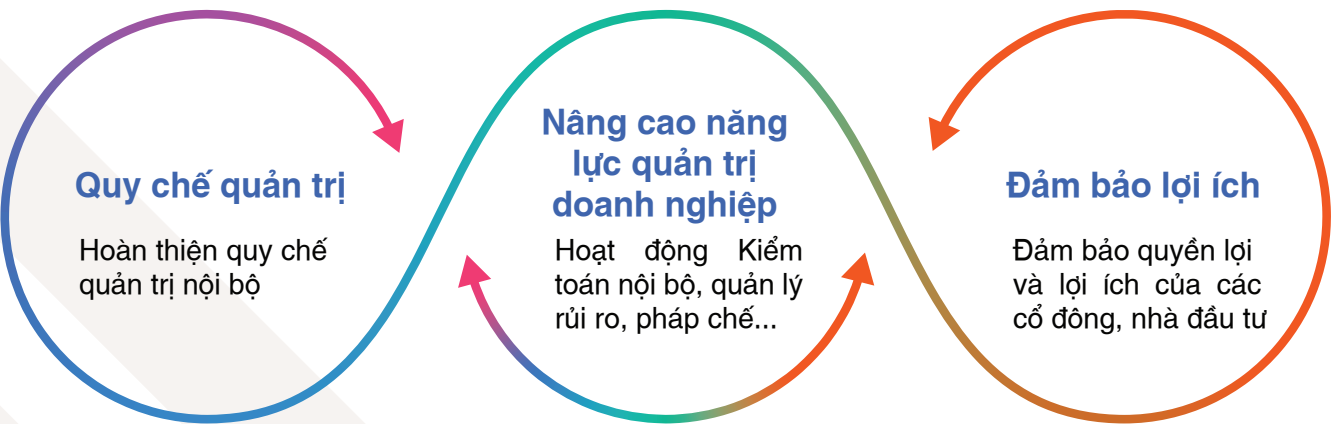 Quy chế quản trị
Hoàn thiện quy chế
quản trị nội bộ
Nâng cao năng
lực quản trị
doanh nghiệp
Hoạt động Kiểm
toán nội bộ, quản lý
rủi ro, pháp chế...
Đảm bảo lợi ích
Đảm bảo quyền lợi
và lợi ích của các
cổ đông, nhà đầu tư